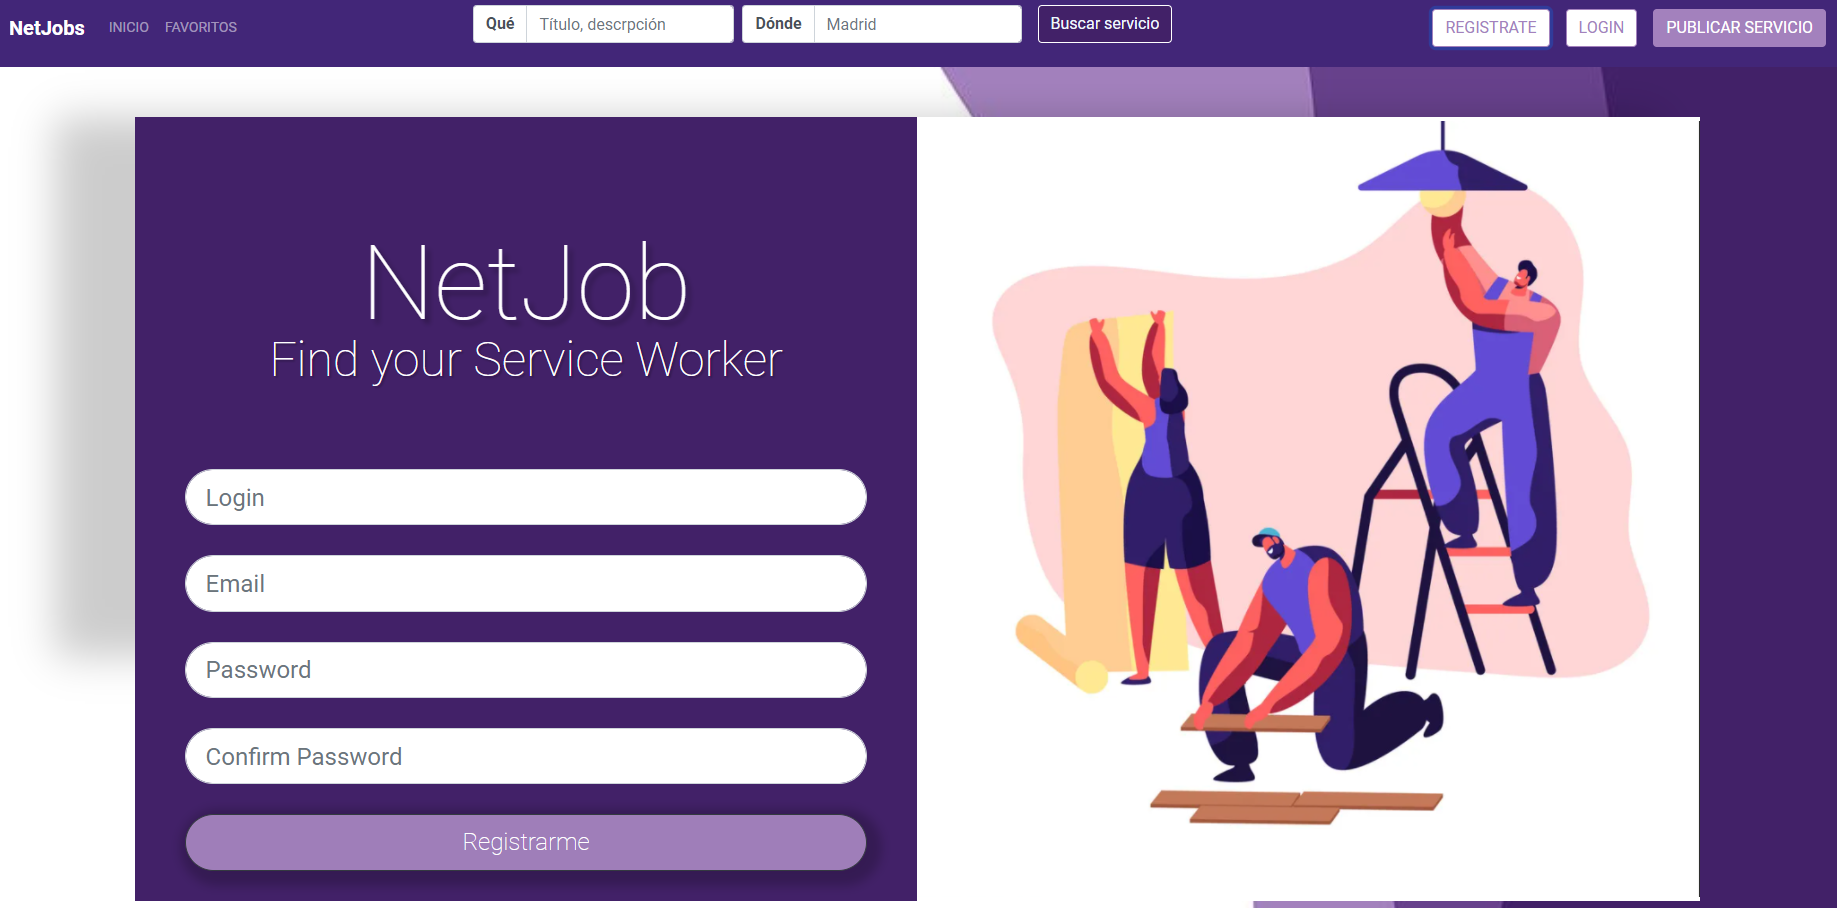 NetJobs INICIO FAVORITOS Qué Título, descrpción Dónde Madrid Buscar servicio REGISTRATE LOGIN PUBLICAR SERVICIO
NetJob
Find your Service Worker
Login
Email
Password
Confirm Password
Registrarme